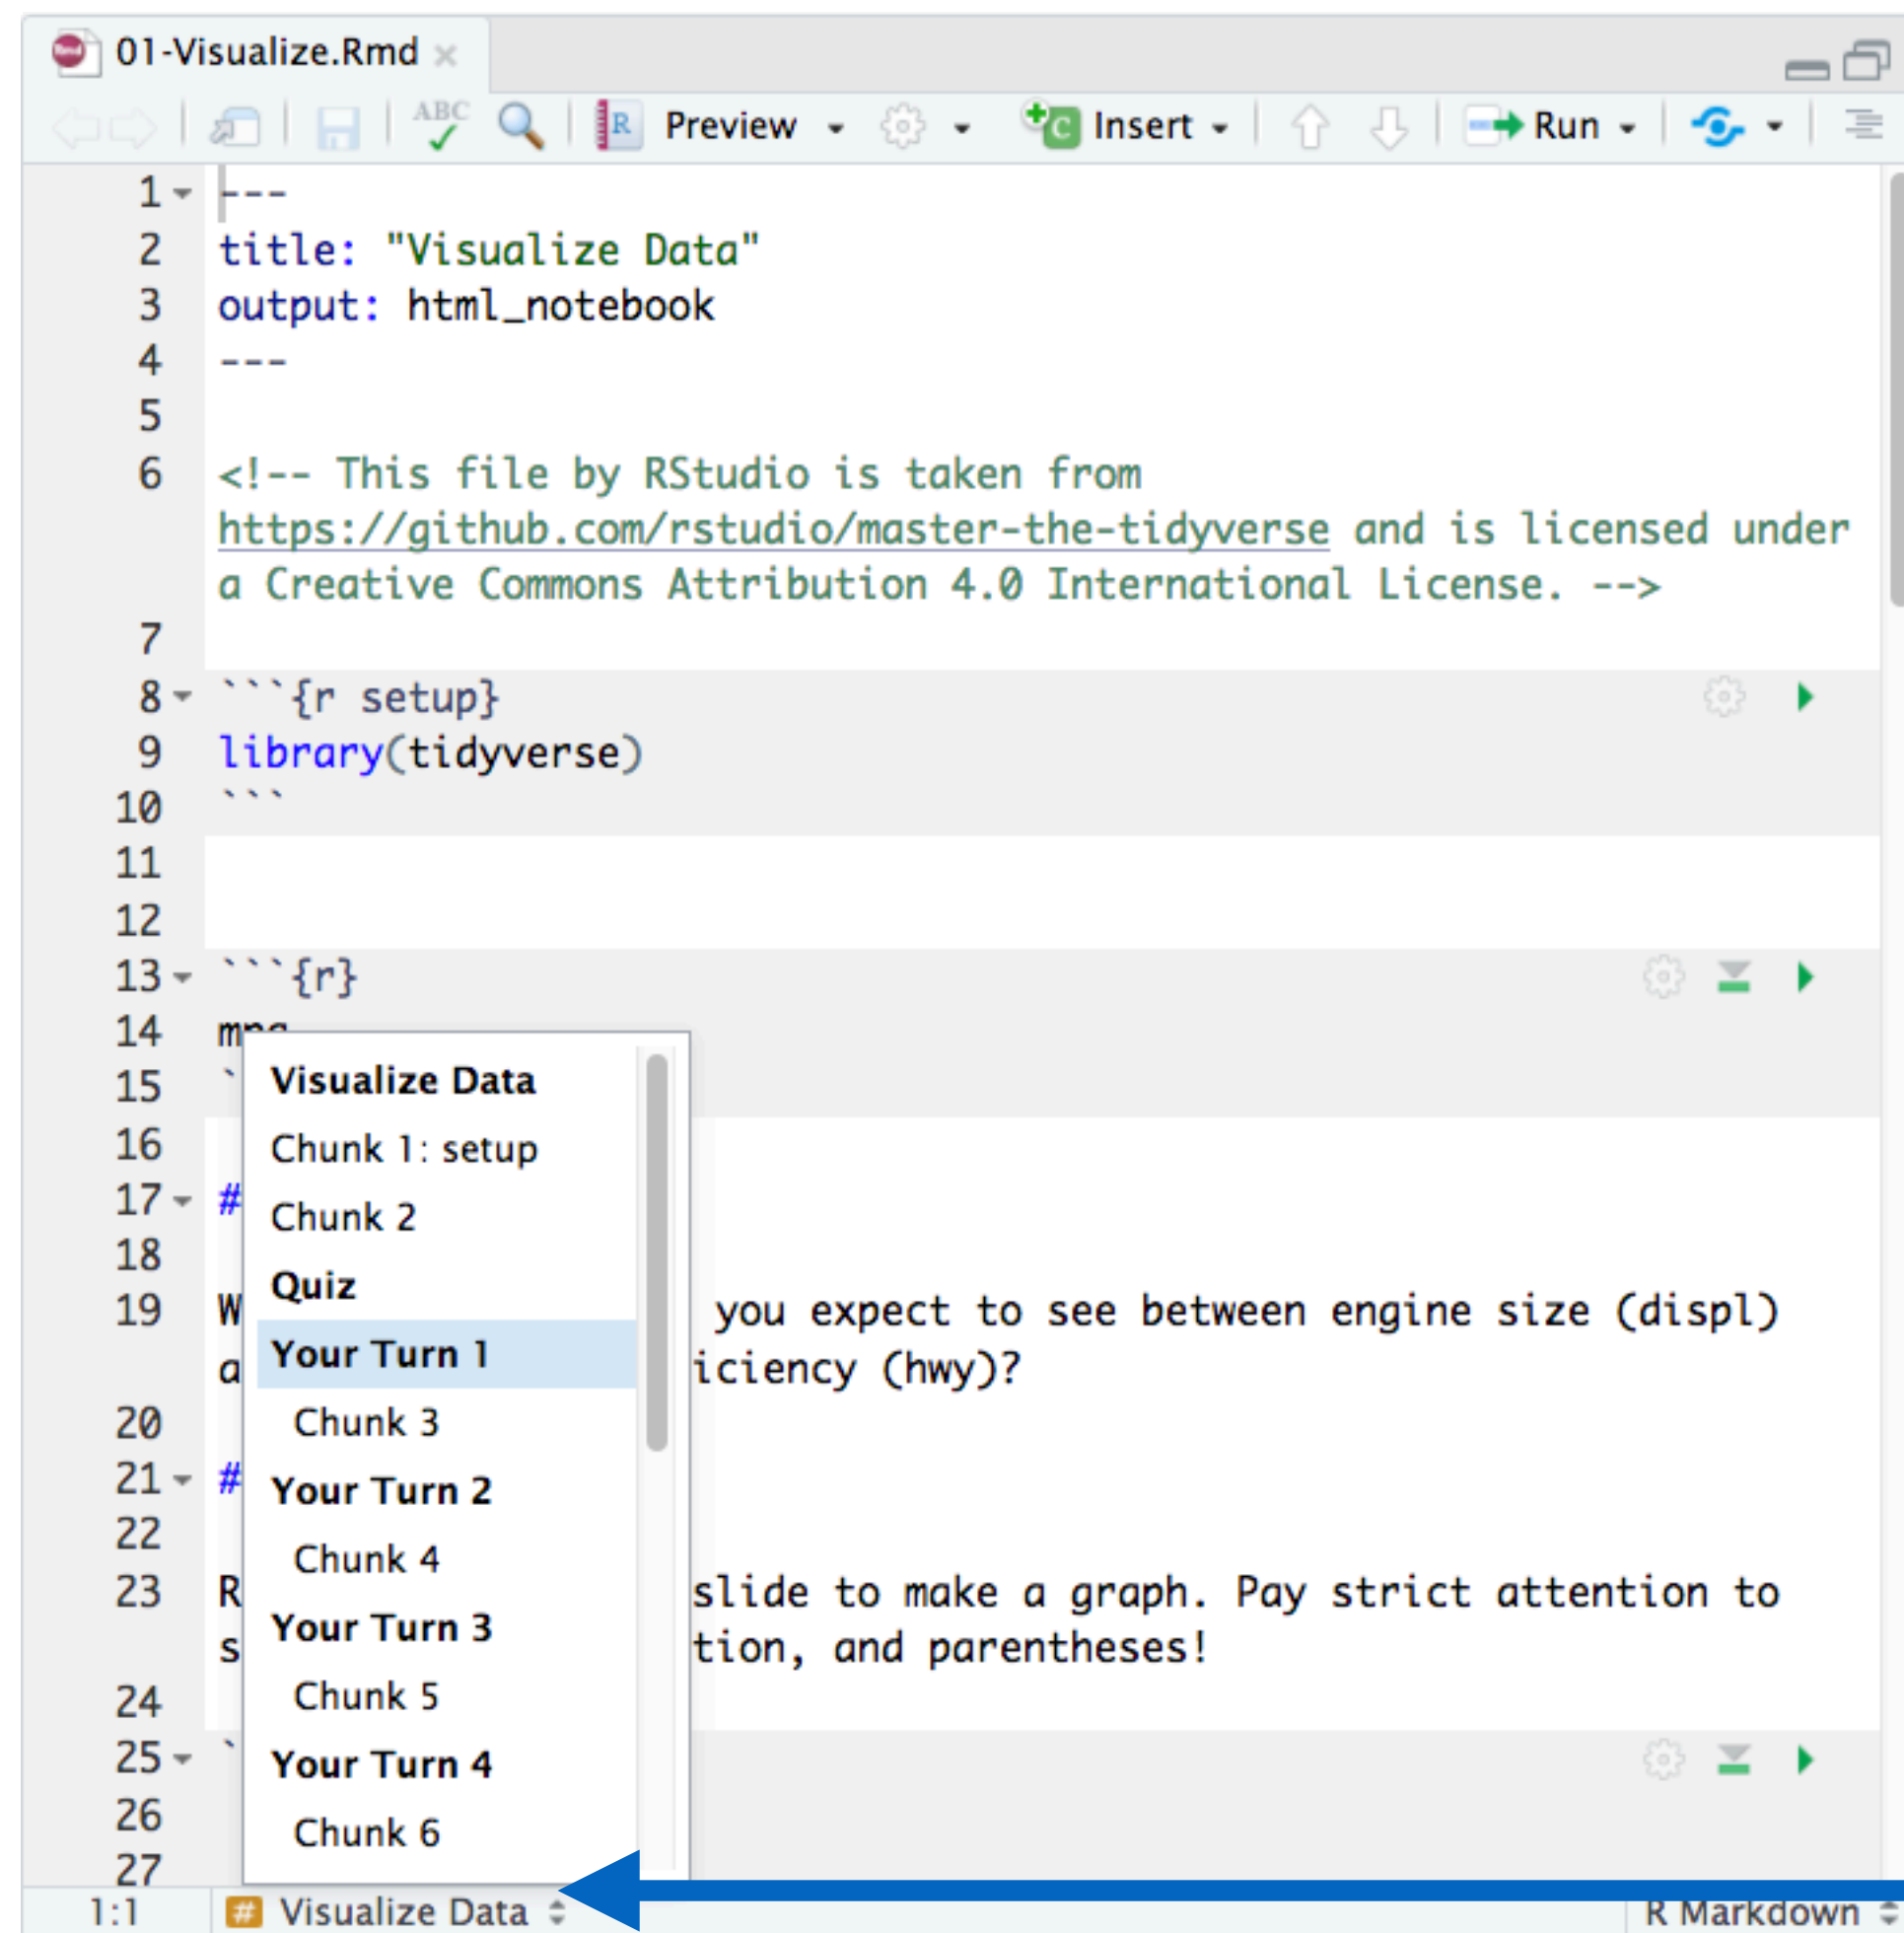 01-Visualize.Rmd
ABC Preview Insert Run
1 ---
2 title: "Visualize Data"
3 output: html_notebook
4 ---
5
6 <!-- This file by RStudio is taken from
https://github.com/rstudio/master-the-tidyverse and is licensed under
a Creative Commons Attribution 4.0 International License. -->
7
8 ```{r setup}
9 library(tidyverse)
10 ```
11
12
13 ```{r}
14
15 `
16
17 #
18
19 W you expect to see between engine size (displ)
a iciency (hwy)?
20
21 #
22
23 R slide to make a graph. Pay strict attention to
s tion, and parentheses!
24
25 `
26
27
Visualize Data
Chunk 1: setup
Chunk 2
Quiz
Your Turn 1
Chunk 3
Your Turn 2
Chunk 4
Your Turn 3
Chunk 5
Your Turn 4
Chunk 6
1:1 # Visualize Data R Markdown